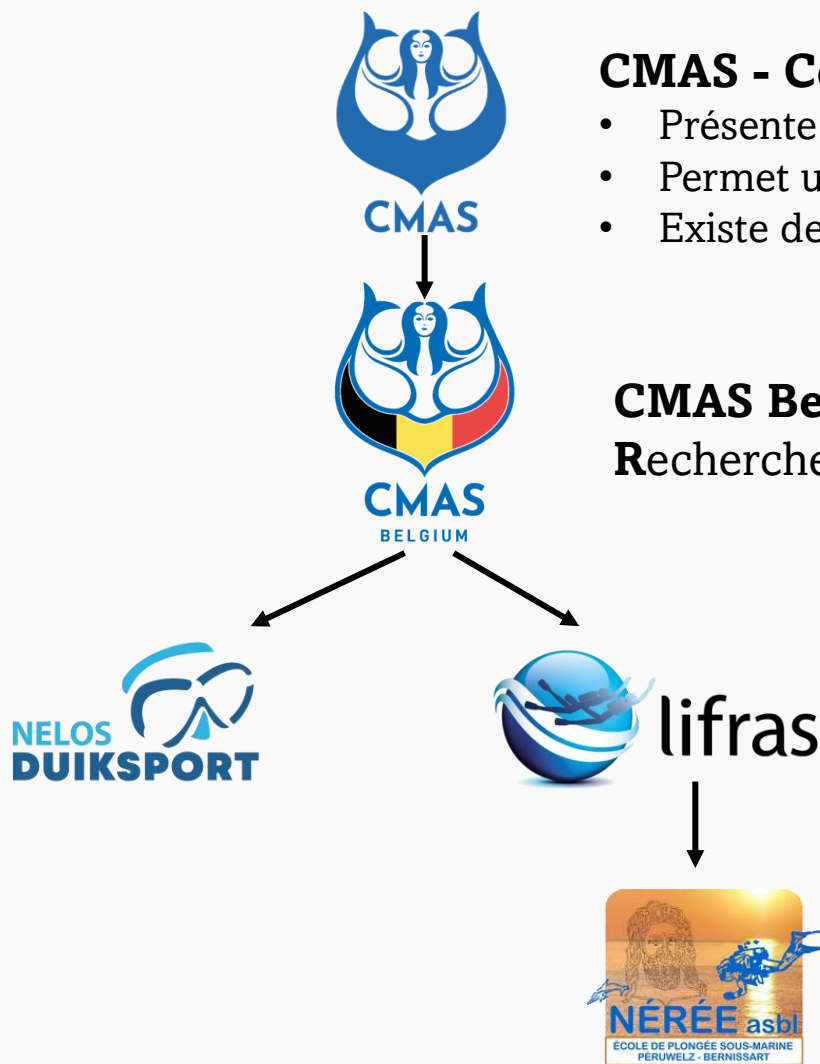 CMAS - C
• Présente
• Permet u
• Existe de
CMAS
CMAS Be
Recherche
CMAS
BELGIUM
NELOS
DUIKSPORT
lifras
NÉRÉE asbl
ÉCOLE DE PLONGÉE SOUS-MARINE
PÉRUWELZ - BERNISSART